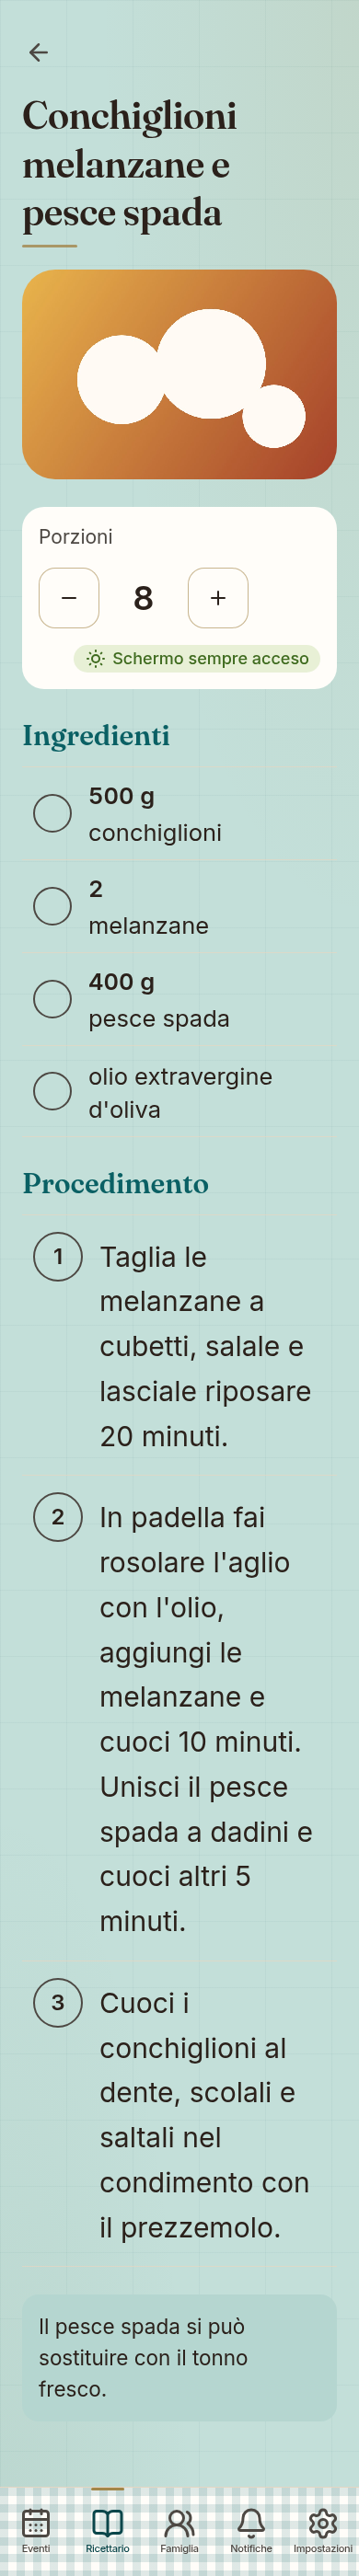 Conchiglioni
melanzane e
pesce spada
Porzioni
− 8 +
Schermo sempre acceso
Ingredienti
500 g
conchiglioni
2
melanzane
400 g
pesce spada
olio extravergine
d'oliva
Procedimento
1 Taglia le
melanzane a
cubetti, salale e
lasciale riposare
20 minuti.
2 In padella fai
rosolare l'aglio
con l'olio,
aggiungi le
melanzane e
cuoci 10 minuti.
Unisci il pesce
spada a dadini e
cuoci altri 5
minuti.
3 Cuoci i
conchiglioni al
dente, scolali e
saltali nel
condimento con
il prezzemolo.
Il pesce spada si può
sostituire con il tonno
fresco.
Eventi Ricettario Famiglia Notifiche Impostazioni